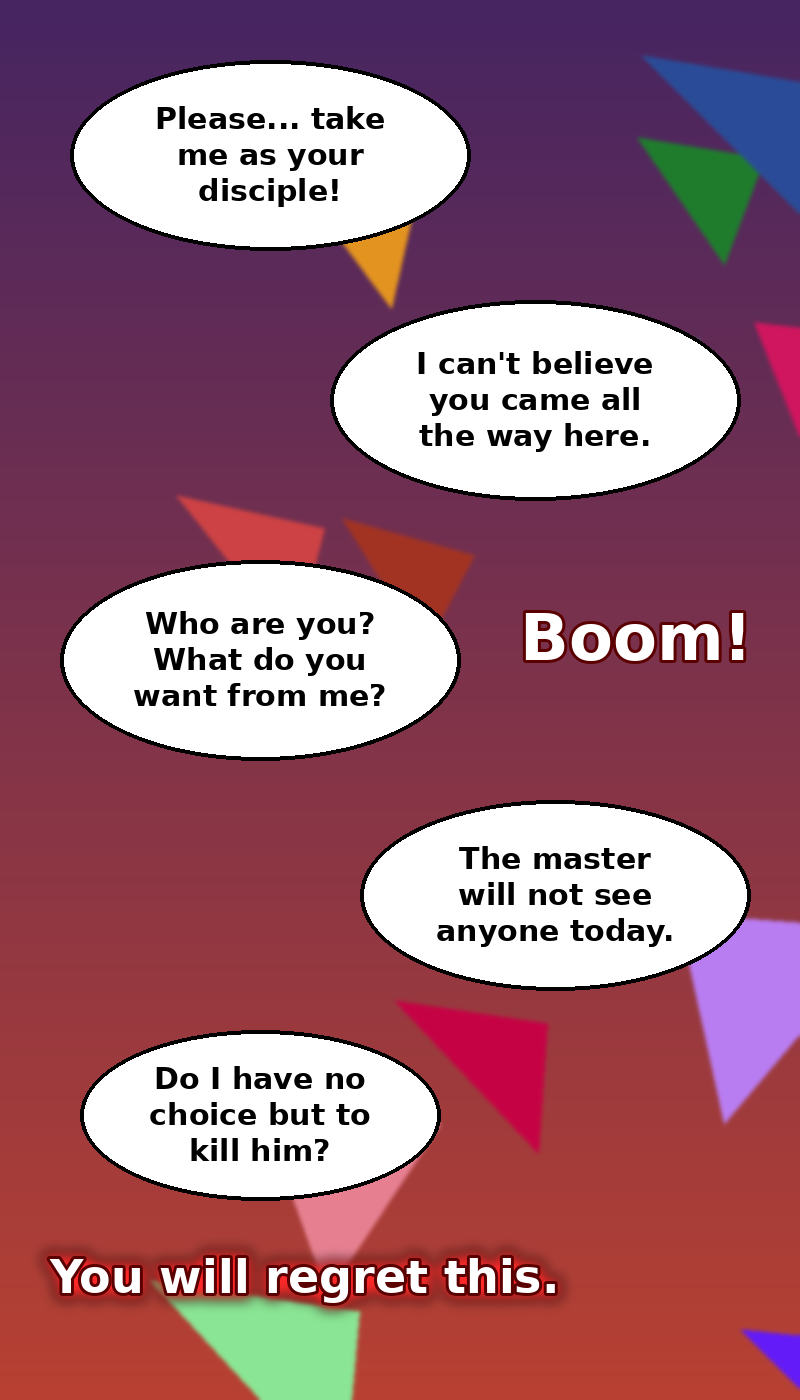 Please... take
me as your
disciple!
I can't believe
you came all
the way here.
Who are you?
What do you
want from me?
Boom!
The master
will not see
anyone today.
Do I have no
choice but to
kill him?
You will regret this.